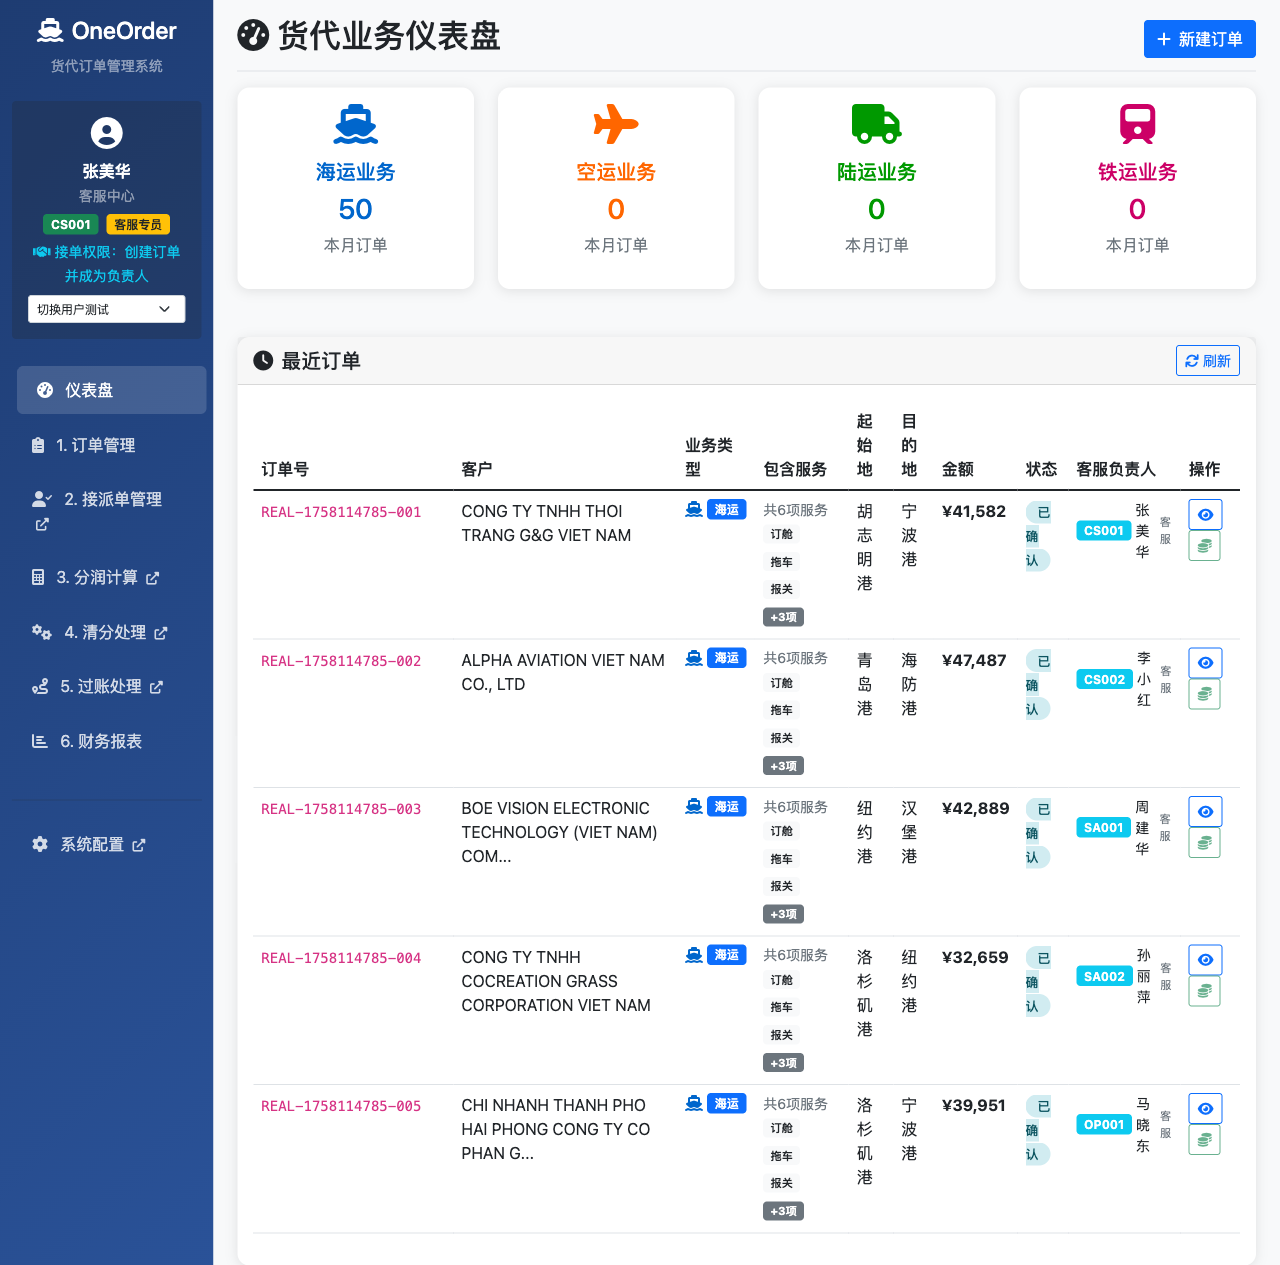 OneOrder
货代订单管理系统
张美华
客服中心
CS001 客服专员
接单权限：创建订单
并成为负责人
切换用户测试
仪表盘
1. 订单管理
2. 接派单管理
3. 分润计算
4. 清分处理
5. 过账处理
6. 财务报表
系统配置
货代业务仪表盘
新建订单
海运业务
50
本月订单
空运业务
0
本月订单
陆运业务
0
本月订单
铁运业务
0
本月订单
最近订单
刷新
订单号 客户 业务类型 包含服务 起始地 目的地 金额 状态 客服负责人 操作
REAL-1758114785-001
CONG TY TNHH THOI
TRANG G&G VIET NAM
海运
共6项服务
订舱
拖车
报关
+3项
胡志明港
宁波港
¥41,582
已确认
CS001 张美华 客服
REAL-1758114785-002
ALPHA AVIATION VIET NAM
CO., LTD
海运
共6项服务
订舱
拖车
报关
+3项
青岛港
海防港
¥47,487
已确认
CS002 李小红 客服
REAL-1758114785-003
BOE VISION ELECTRONIC
TECHNOLOGY (VIET NAM)
COM...
海运
共6项服务
订舱
拖车
报关
+3项
纽约港
汉堡港
¥42,889
已确认
SA001 周建华 客服
REAL-1758114785-004
CONG TY TNHH
COCREATION GRASS
CORPORATION VIET NAM
海运
共6项服务
订舱
拖车
报关
+3项
洛杉矶港
纽约港
¥32,659
已确认
SA002 孙丽萍 客服
REAL-1758114785-005
CHI NHANH THANH PHO
HAI PHONG CONG TY CO
PHAN G...
海运
共6项服务
订舱
拖车
报关
+3项
洛杉矶港
宁波港
¥39,951
已确认
OP001 马晓东 客服